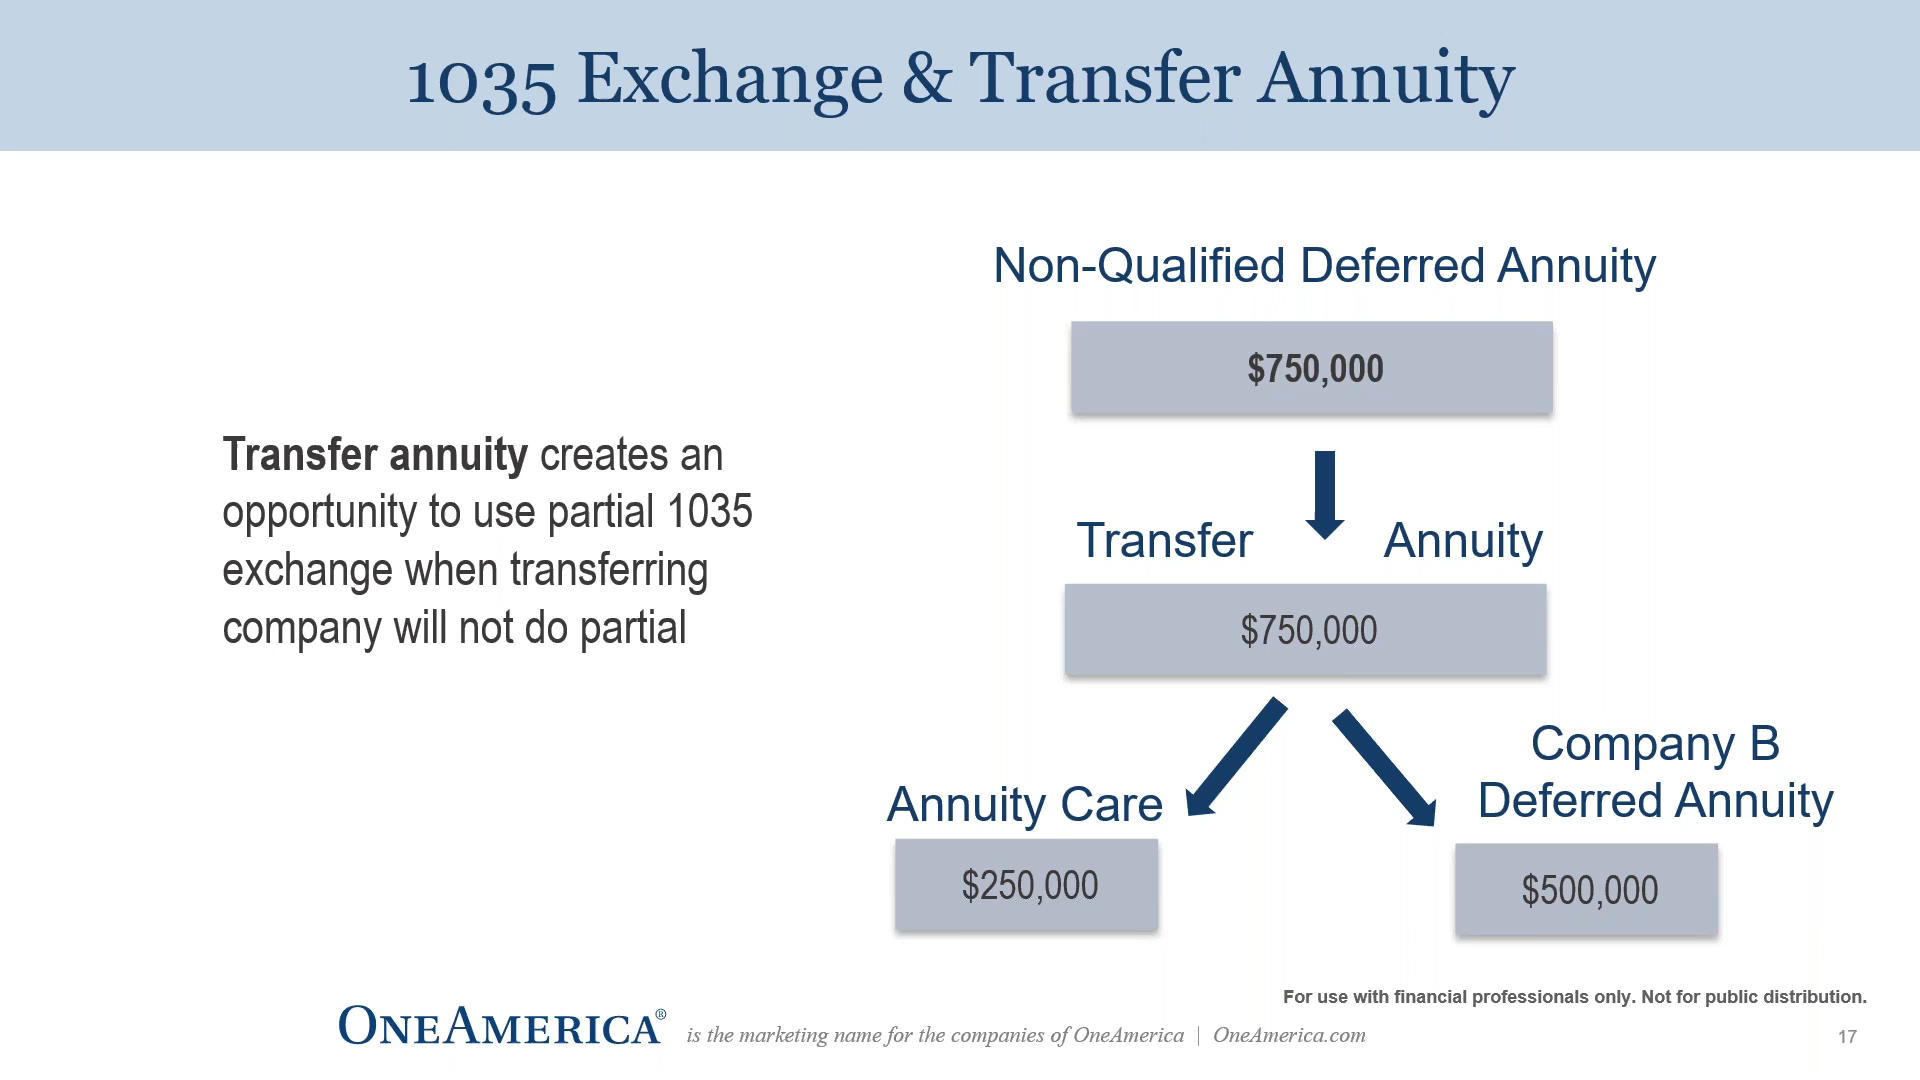 1035 Exchange & Transfer Annuity
Non-Qualified Deferred Annuity
$750,000
Transfer annuity creates an
opportunity to use partial 1035
exchange when transferring
company will not do partial
Transfer Annuity
$750,000
Company B
Deferred Annuity
Annuity Care
$250,000
$500,000
For use with financial professionals only. Not for public distribution.
ONEAMERICA® is the marketing name for the companies of OneAmerica | OneAmerica.com
17